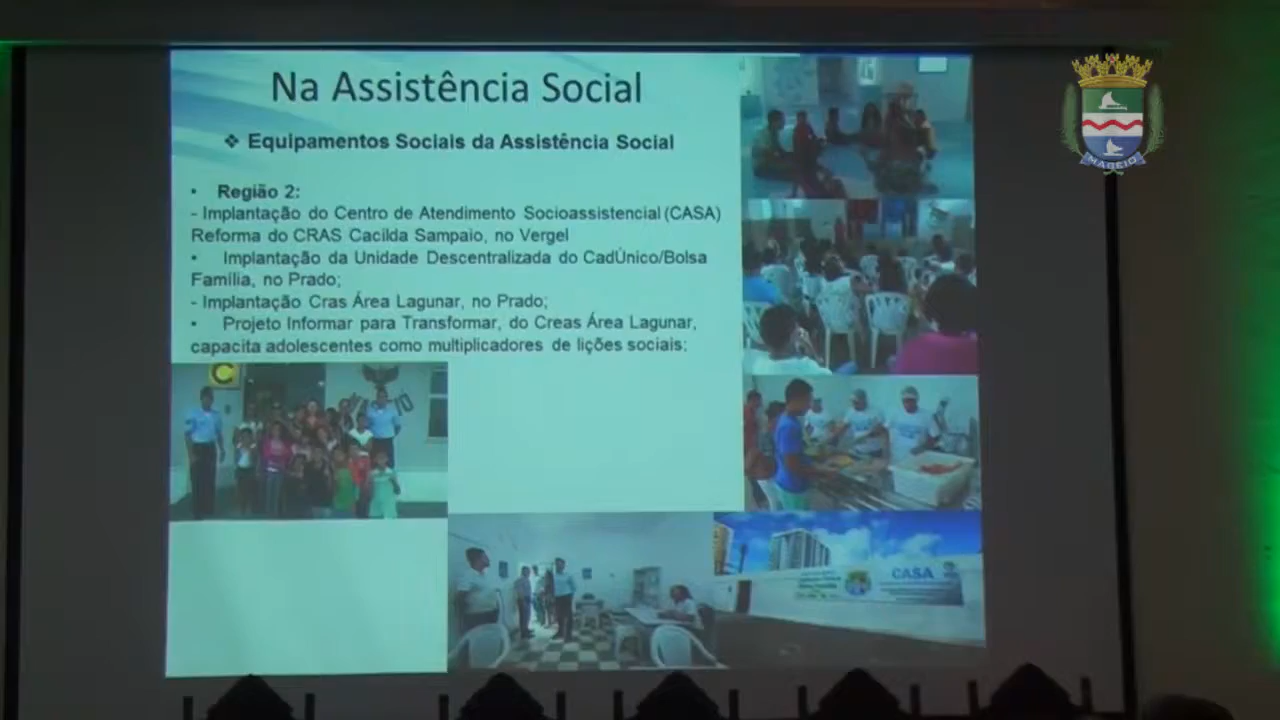 Na Assistência Social
❖ Equipamentos Sociais da Assistência Social
• Região 2:
- Implantação do Centro de Atendimento Socioassistencial (CASA)
Reforma do CRAS Cacilda Sampaio, no Vergel
• Implantação da Unidade Descentralizada do CadÚnico/Bolsa
Família, no Prado;
- Implantação Cras Área Lagunar, no Prado;
• Projeto Informar para Transformar, do Creas Área Lagunar,
capacita adolescentes como multiplicadores de lições sociais;
C
CASA
MACEIÓ